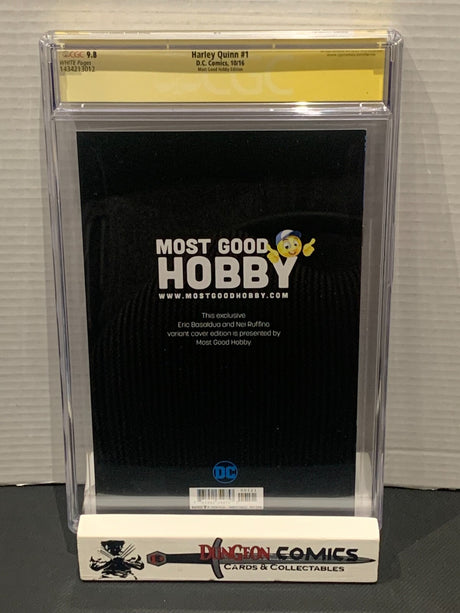 CGC 9.8
WHITE Pages
1434213012
Harley Quinn #1
D.C. Comics, 10/16
Most Good Hobby Edition
CGC
MOST GOOD
HOBBY
WWW.MOSTGOODHOBBY.COM
This exclusive
Eric Basaldua and Nei Ruffino
variant cover edition is presented by
Most Good Hobby
DC
DUNGEON COMICS
CARDS & COLLECTABLES